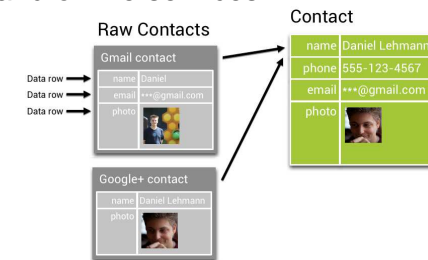 Raw Contacts
Gmail contact
Data row name Daniel
Data row email ***@gmail.com
Data row photo
Google+ contact
name Daniel Lehmann
photo
Contact
name Daniel Lehmann
phone 555-123-4567
email ***@gmail.com
photo